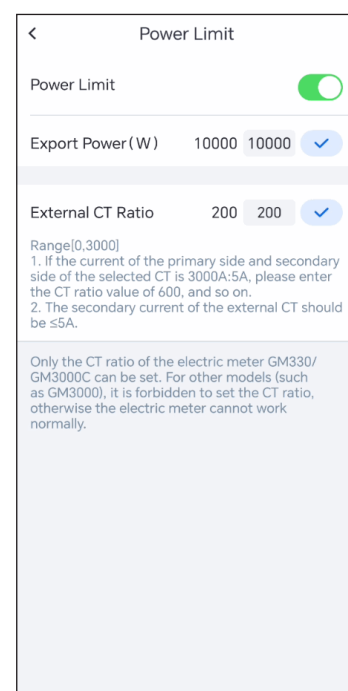 Power Limit
Power Limit
Export Power(W) 10000 10000
External CT Ratio 200 200
Range[0,3000]
1. If the current of the primary side and secondary
side of the selected CT is 3000A:5A, please enter
the CT ratio value of 600, and so on.
2. The secondary current of the external CT should
be ≤5A.
Only the CT ratio of the electric meter GM330/
GM3000C can be set. For other models (such
as GM3000), it is forbidden to set the CT ratio,
otherwise the electric meter cannot work
normally.